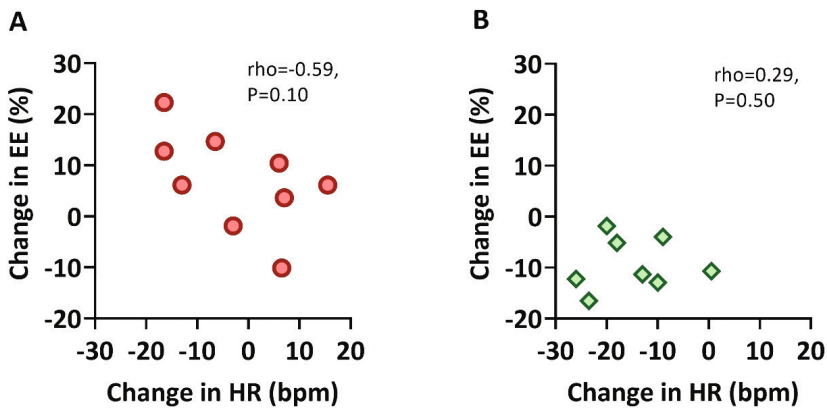 A
rho=-0.59,
P=0.10
Change in EE (%)
30
20
10
0
-10
-20
-30 -20 -10 0 10 20
Change in HR (bpm)
B
rho=0.29,
P=0.50
Change in EE (%)
30
20
10
0
-10
-20
-30 -20 -10 0 10 20
Change in HR (bpm)